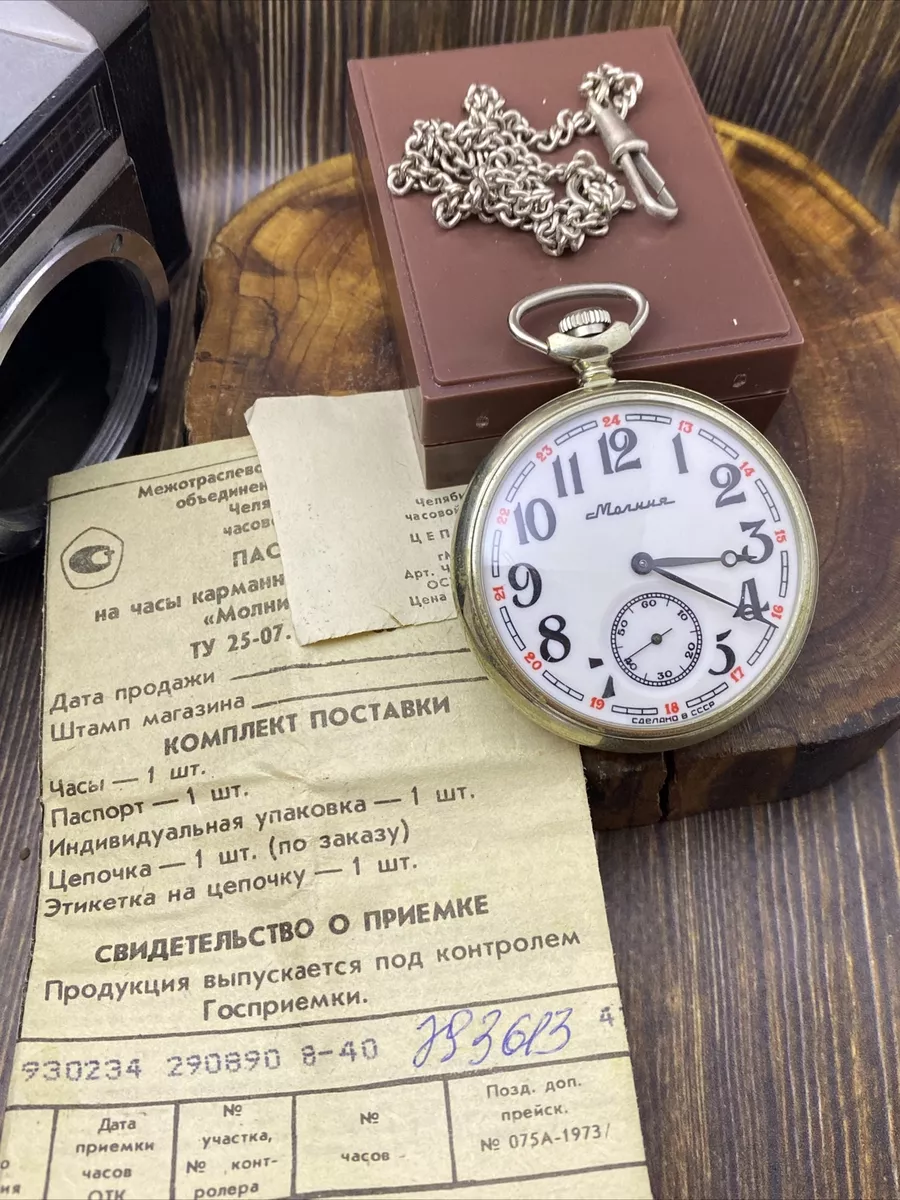 Межотраслево
объединен
Челя
часов
ПАС
на часы карманн
«Молни
ТУ 25-07.
Челяби
часовой
ЦЕП
Арт. Ч
ОС
Цена
Дата продажи
Штамп магазина
КОМПЛЕКТ ПОСТАВКИ
Часы — 1 шт.
Паспорт — 1 шт.
Индивидуальная упаковка — 1 шт.
Цепочка — 1 шт. (по заказу)
Этикетка на цепочку — 1 шт.
СВИДЕТЕЛЬСТВО О ПРИЕМКЕ
Продукция выпускается под контролем
Госприемки.
930234 290890 8-40 793613 4
Дата
приемки
часов
ОТК
№
участка,
№ конт-
ролера
№
часов
Позд. доп.
прейск.
№ 075А-1973/
Молния
12
1
2
3
4
5
8
9
10
11
24
13
14
15
16
17
18
19
20
21
22
23
60
10
20
30
40
50
СДЕЛАНО В СССР